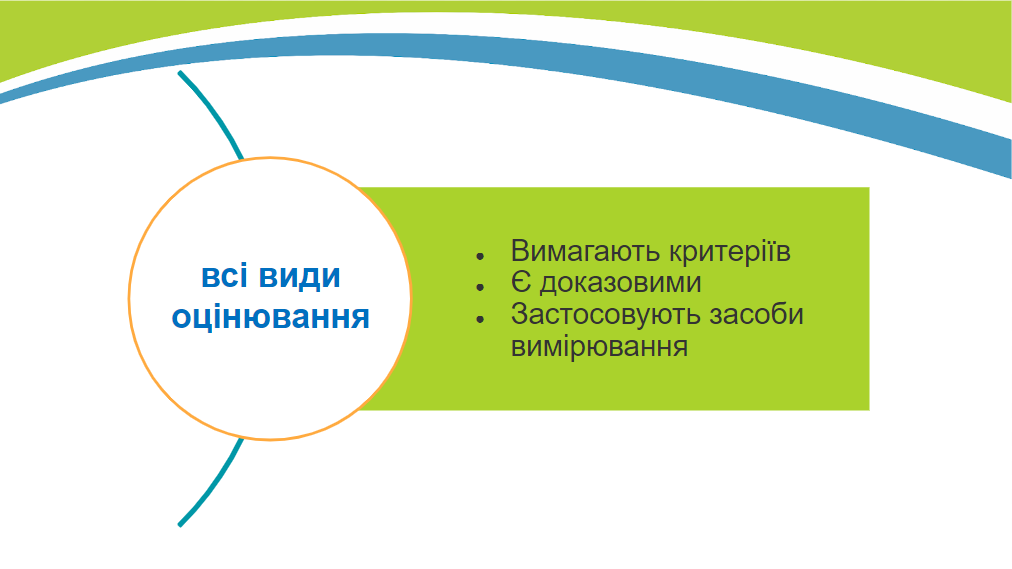 всі види
оцінювання
• Вимагають критеріїв
• Є доказовими
• Застосовують засоби
вимірювання